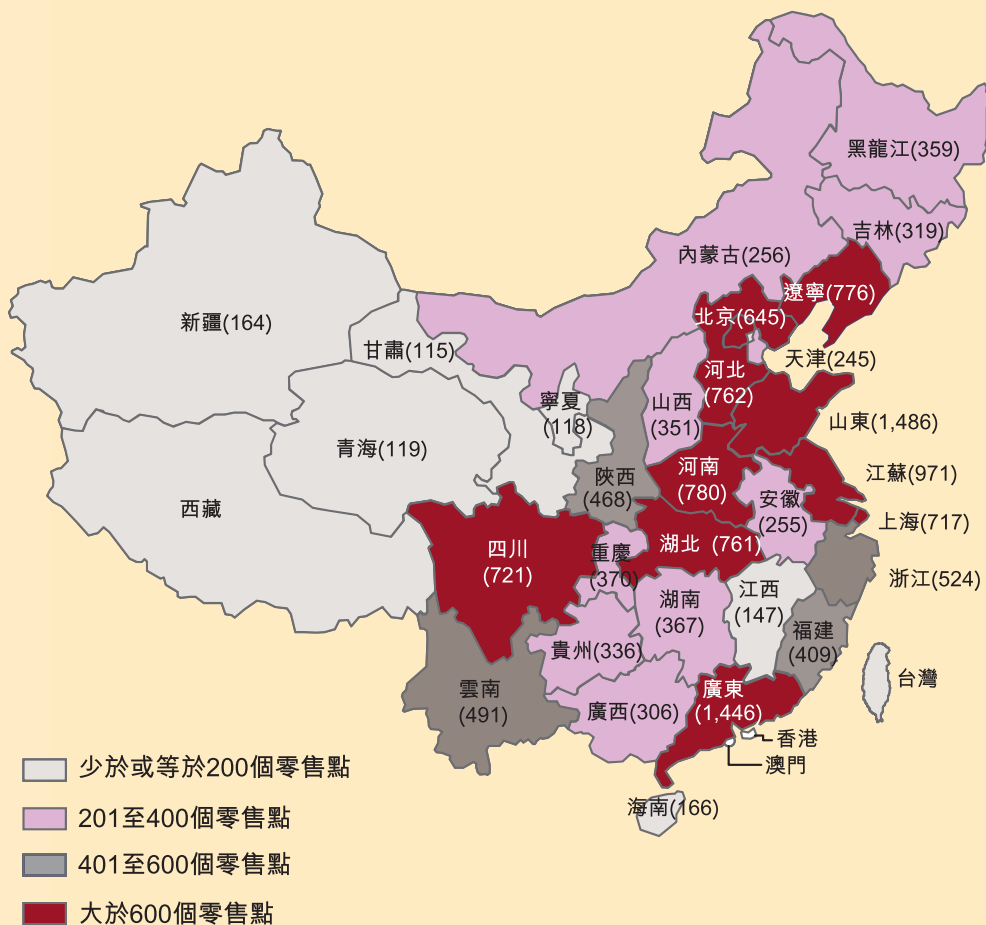 黑龍江(359)
吉林(319)
內蒙古(256)
遼寧(776)
北京(645)
新疆(164)
甘肅(115)
天津(245)
河北
(762)
寧夏
(118)
山西
(351)
山東(1,486)
青海(119)
河南
(780)
江蘇(971)
陝西
(468)
安徽
(255)
西藏
上海(717)
四川
(721)
重慶
(370)
湖北 (761)
浙江(524)
江西
(147)
湖南
(367)
福建
(409)
貴州(336)
台灣
雲南
(491)
廣西(306)
廣東
(1,446)
香港
澳門
海南(166)
少於或等於200個零售點
201至400個零售點
401至600個零售點
大於600個零售點